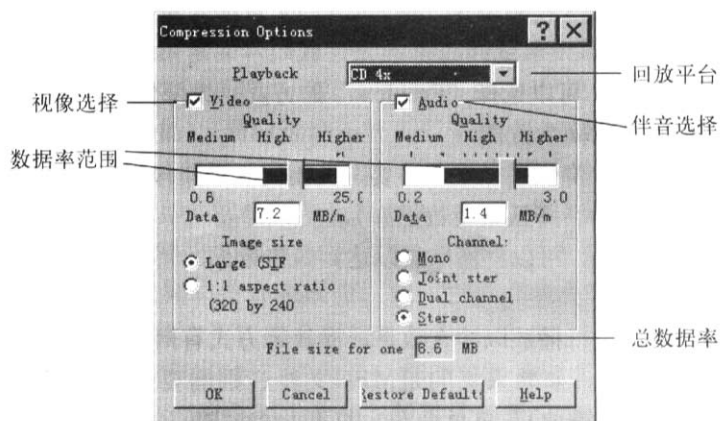 Compression Options
Playback CD 4x
回放平台
视像选择
Video
Audio
伴音选择
Quality
Quality
Medium High Higher
Medium High Higher
数据率范围
0.6 25.0
0.2 3.0
Data 7.2 MB/m
Data 1.4 MB/m
Image size
Channel:
Large (SIF
Mono
1:1 aspect ratio
(320 by 240
Joint ster
Dual channel
Stereo
File size for one 8.6 MB
总数据率
OK Cancel Restore Default: Help